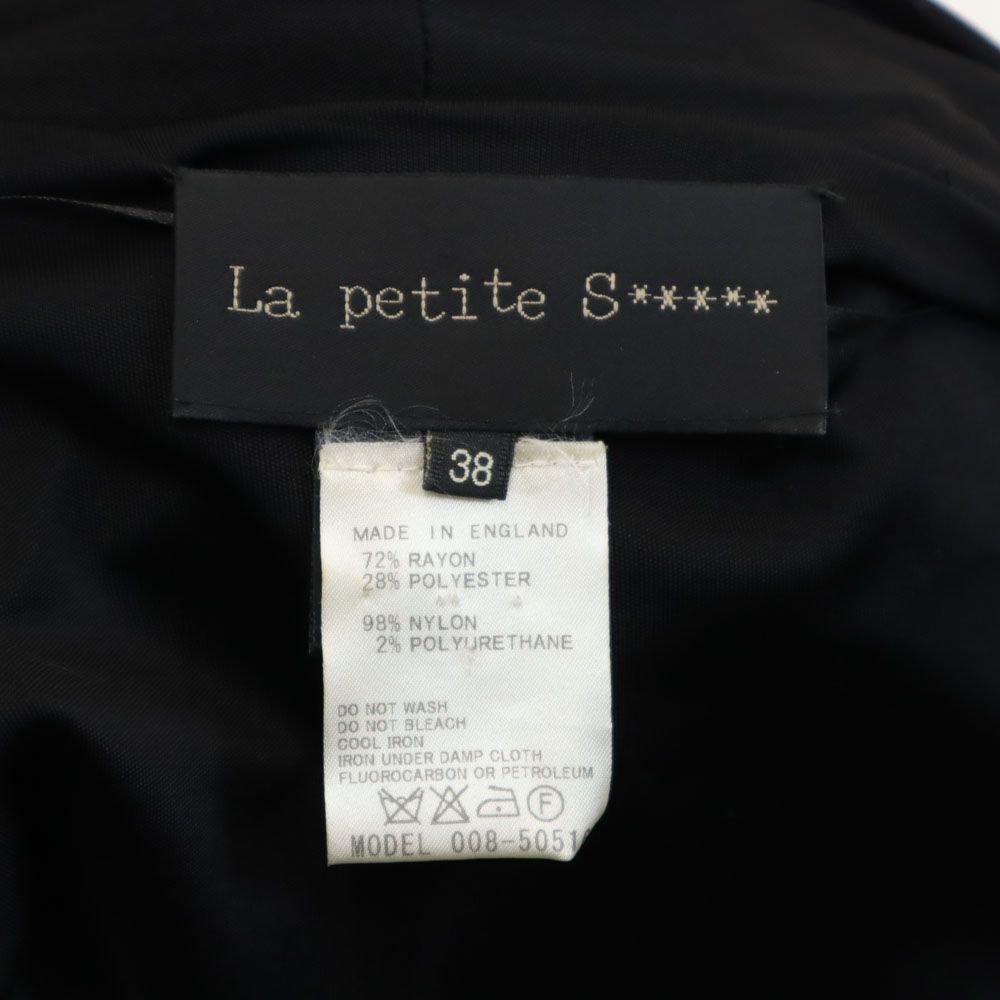 La petite S*****
38
MADE IN ENGLAND
72% RAYON
28% POLYESTER
98% NYLON
2% POLYURETHANE
DO NOT WASH
DO NOT BLEACH
COOL IRON
IRON UNDER DAMP CLOTH
FLUOROCARBON OR PETROLEUM
F
MODEL 008-5051